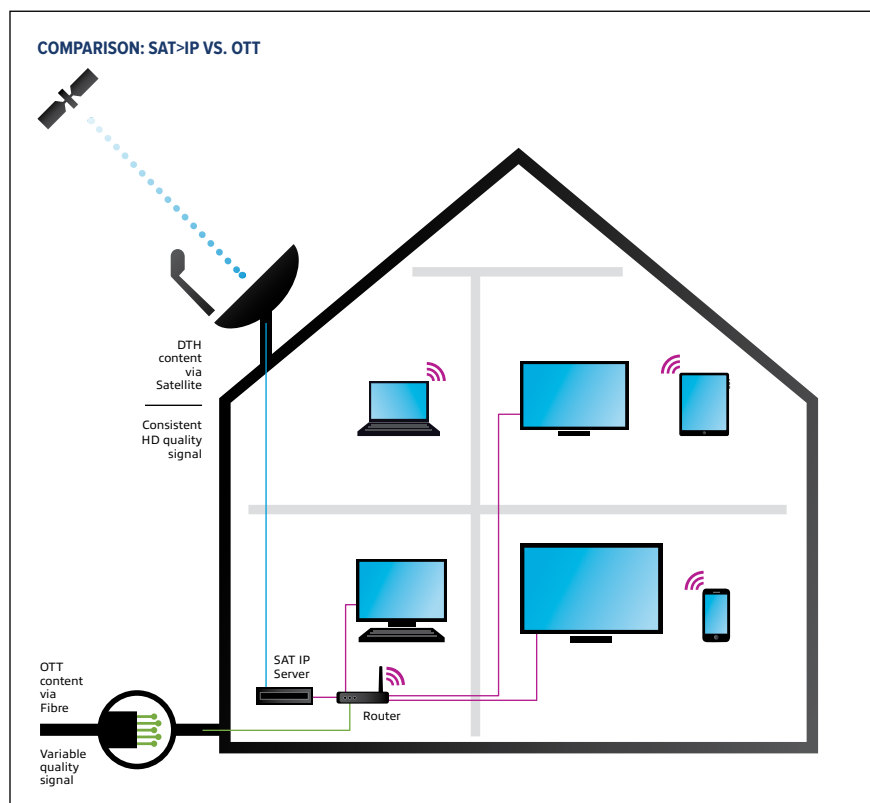 COMPARISON: SAT>IP VS. OTT
DTH
content
via
Satellite
Consistent
HD quality
signal
SAT IP
Server
Router
OTT
content
via
Fibre
Variable
quality
signal